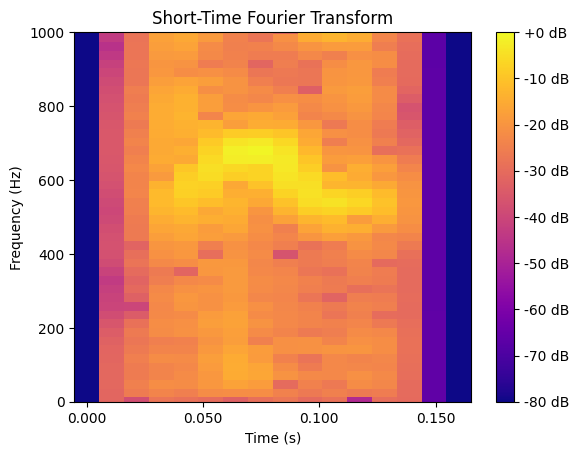 Short-Time Fourier Transform
1000
800
600
400
200
0
Frequency (Hz)
0.000
0.050
0.100
0.150
Time (s)
+0 dB
-10 dB
-20 dB
-30 dB
-40 dB
-50 dB
-60 dB
-70 dB
-80 dB